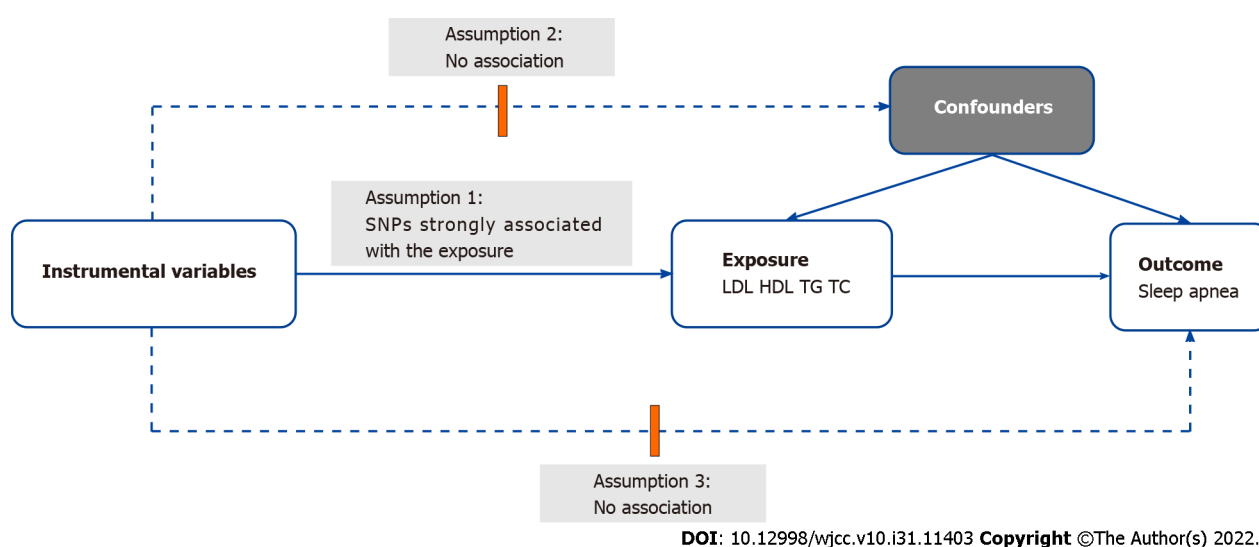 Assumption 2:
No association
Confounders
Assumption 1:
SNPs strongly associated
with the exposure
Instrumental variables
Exposure
LDL HDL TG TC
Outcome
Sleep apnea
Assumption 3:
No association
DOI: 10.12998/wjcc.v10.i31.11403 Copyright ©The Author(s) 2022.